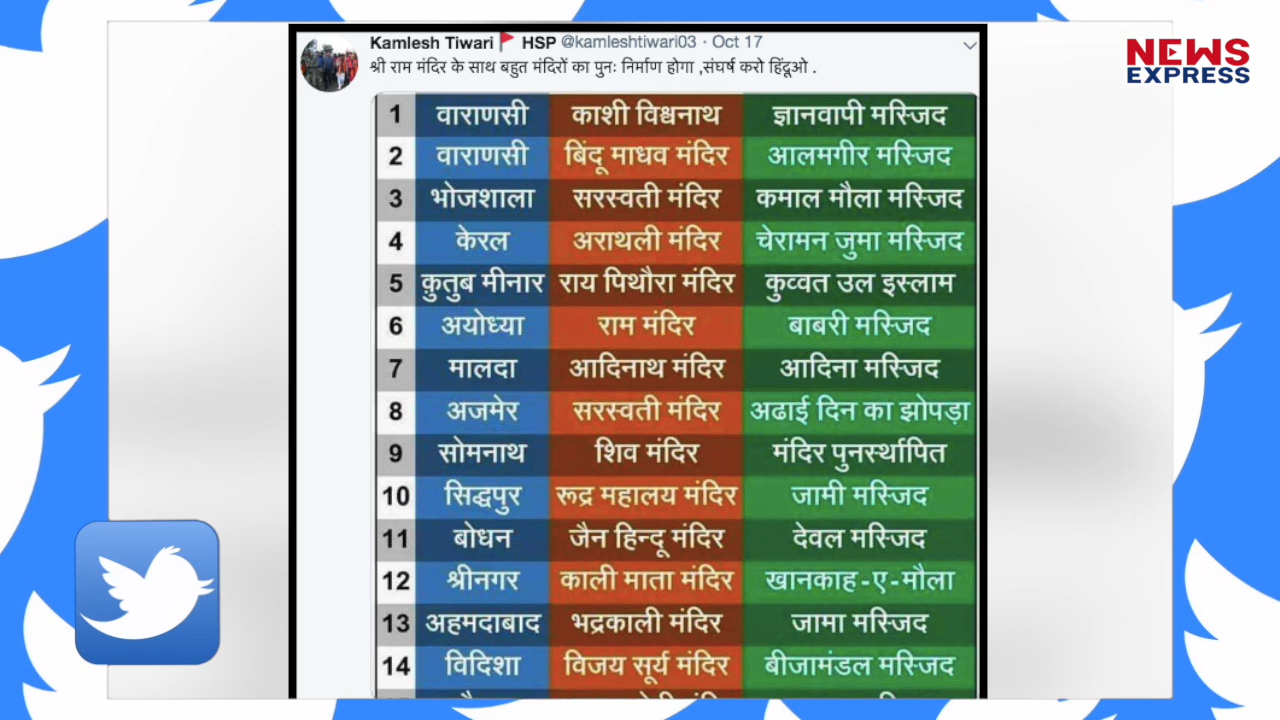 Kamlesh Tiwari 🚩 HSP @kamleshtiwari03 · Oct 17
श्री राम मंदिर के साथ बहुत मंदिरों का पुनः निर्माण होगा ,संघर्ष करो हिंदूओ .
NEWS
EXPRESS
1 वाराणसी काशी विश्वनाथ ज्ञानवापी मस्जिद
2 वाराणसी बिंदू माधव मंदिर आलमगीर मस्जिद
3 भोजशाला सरस्वती मंदिर कमाल मौला मस्जिद
4 केरल अराथली मंदिर चेरामन जुमा मस्जिद
5 क़ुतुब मीनार राय पिथौरा मंदिर कुव्वत उल इस्लाम
6 अयोध्या राम मंदिर बाबरी मस्जिद
7 मालदा आदिनाथ मंदिर आदिना मस्जिद
8 अजमेर सरस्वती मंदिर अढाई दिन का झोपड़ा
9 सोमनाथ शिव मंदिर मंदिर पुनर्स्थापित
10 सिद्धपुर रूद्र महालय मंदिर जामी मस्जिद
11 बोधन जैन हिन्दू मंदिर देवल मस्जिद
12 श्रीनगर काली माता मंदिर खानकाह-ए-मौला
13 अहमदाबाद भद्रकाली मंदिर जामा मस्जिद
14 विदिशा विजय सूर्य मंदिर बीजामंडल मस्जिद